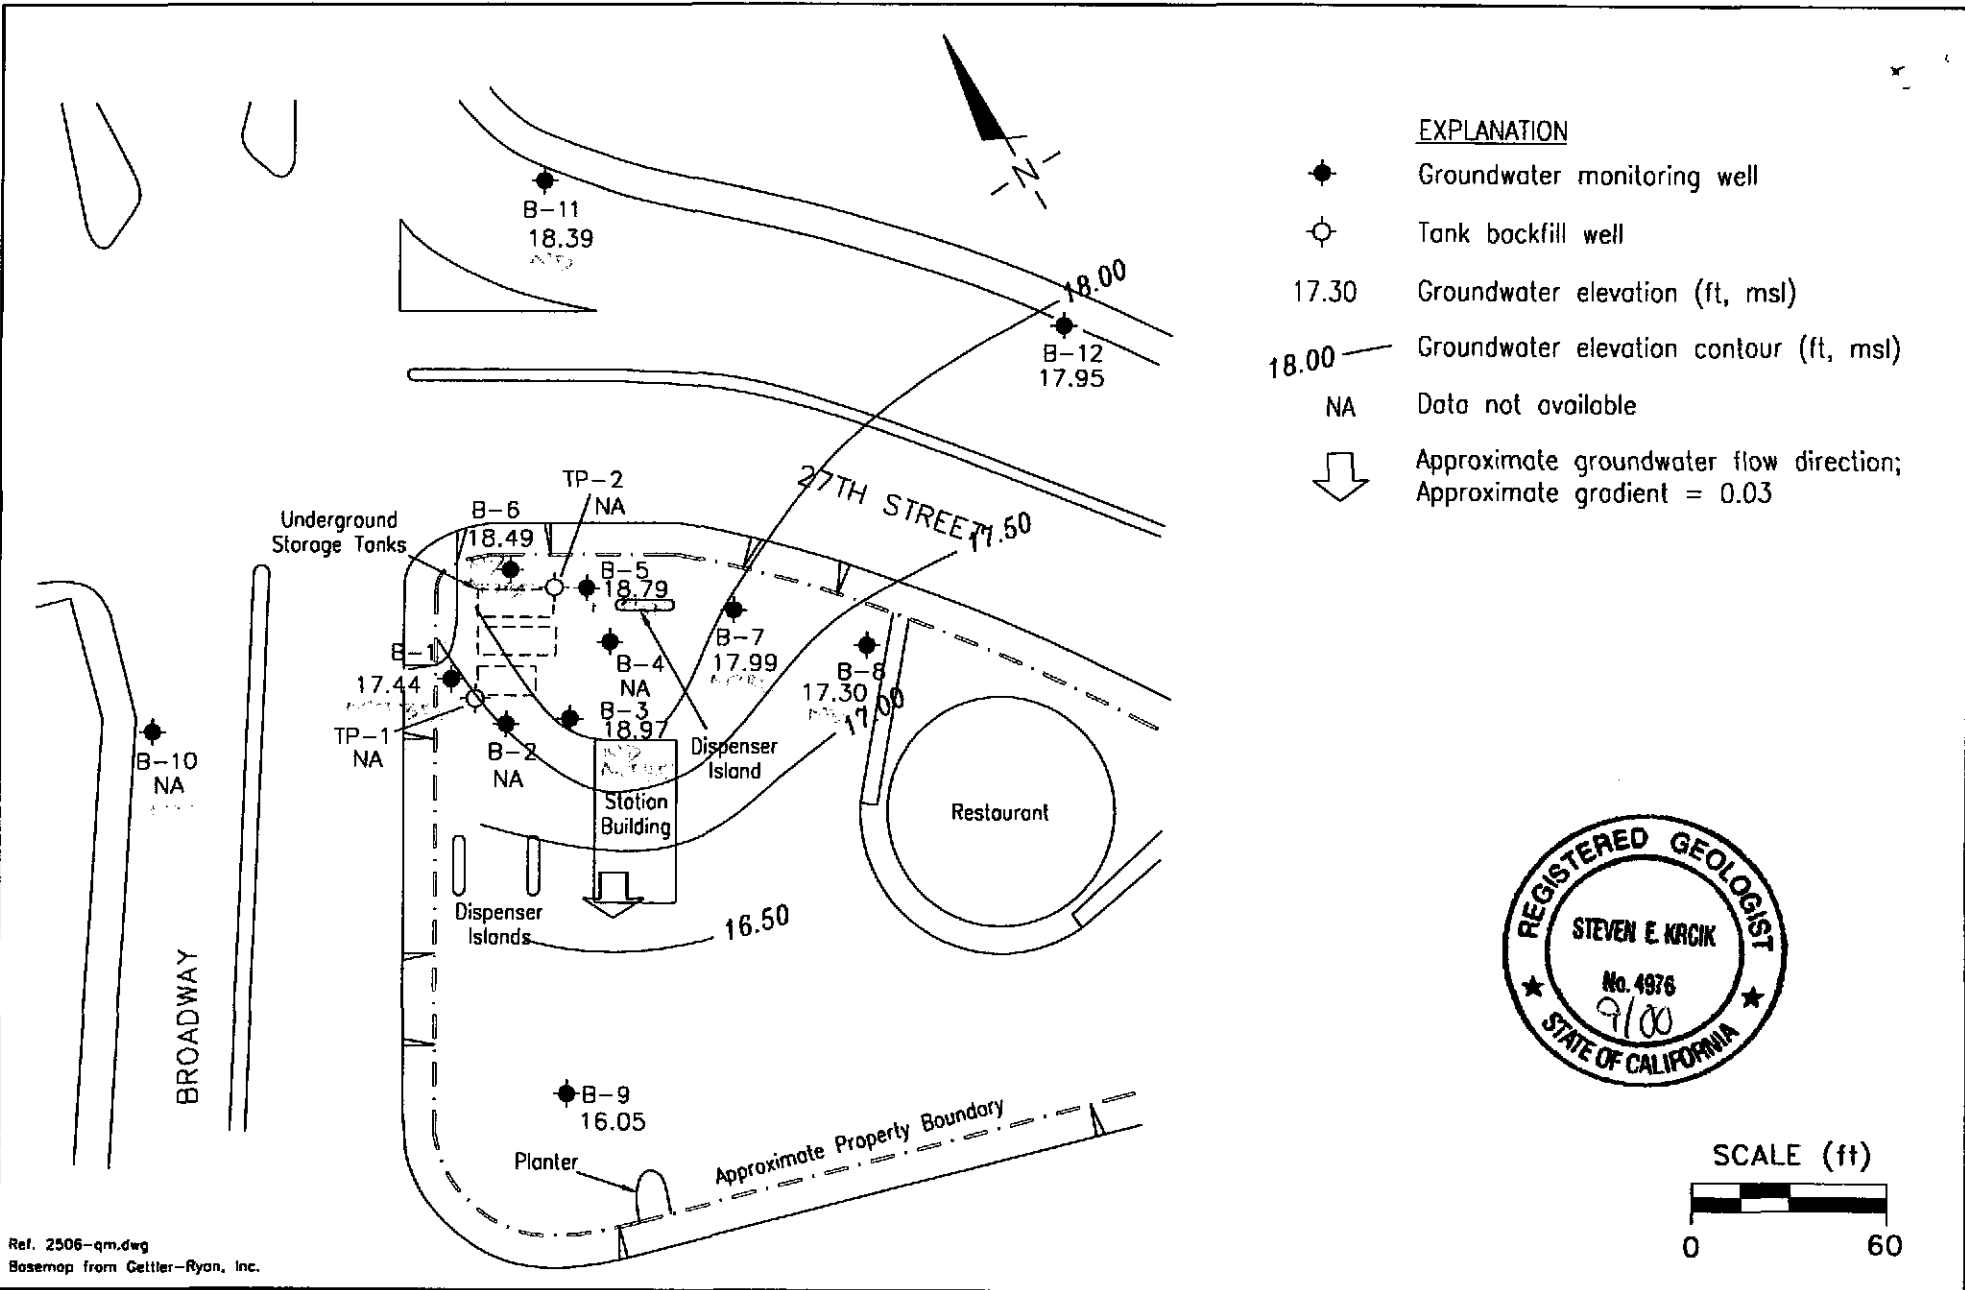 EXPLANATION
Groundwater monitoring well
Tank backfill well
17.30 Groundwater elevation (ft, msl)
18.00 Groundwater elevation contour (ft, msl)
NA Data not available
Approximate groundwater flow direction;
Approximate gradient = 0.03
N
B-11
18.39
18.00
B-12
17.95
27TH STREET
17.50
TP-2
NA
B-6
18.49
Underground
Storage Tanks
B-5
18.79
B-7
17.99
B-4
NA
B-8
17.30
17.00
B-1
17.44
TP-1
NA
B-2
NA
B-3
18.97
Dispenser
Island
B-10
NA
Station
Building
Restaurant
Dispenser
Islands
16.50
BROADWAY
B-9
16.05
Planter
Approximate Property Boundary
REGISTERED GEOLOGIST
STEVEN E. KRCIK
No. 4976
9/00
STATE OF CALIFORNIA
SCALE (ft)
0 60
Ref. 2506-qm.dwg
Basemap from Gettler-Ryan, Inc.